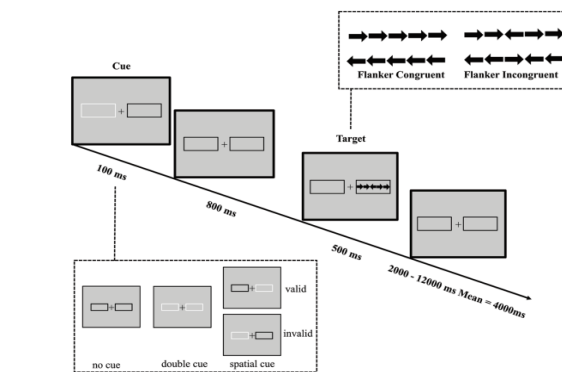 Flanker Congruent
Flanker Incongruent
Cue
Target
100 ms
800 ms
500 ms
2000 - 12000 ms Mean = 4000ms
valid
invalid
no cue
double cue
spatial cue